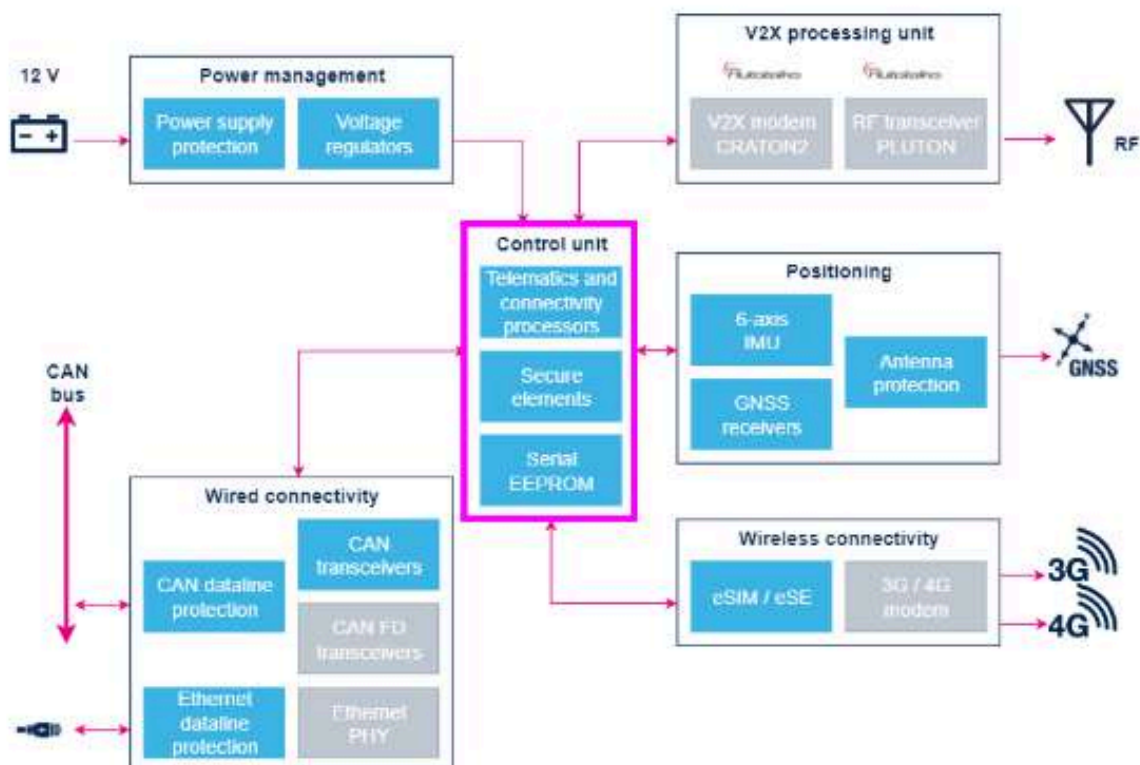 12 V
Power management
Power supply
protection
Voltage
regulators
V2X processing unit
V2X modem
CRATON2
RF transceiver
PLUTON
RF
Control unit
Telematics and
connectivity
processors
Secure
elements
Serial
EEPROM
Positioning
6-axis
IMU
GNSS
receivers
Antenna
protection
GNSS
CAN
bus
Wired connectivity
CAN dataline
protection
CAN
transceivers
CAN FD
transceivers
Ethernet
dataline
protection
Ethernet
PHY
Wireless connectivity
eSIM / eSE
3G / 4G
modem
3G
4G